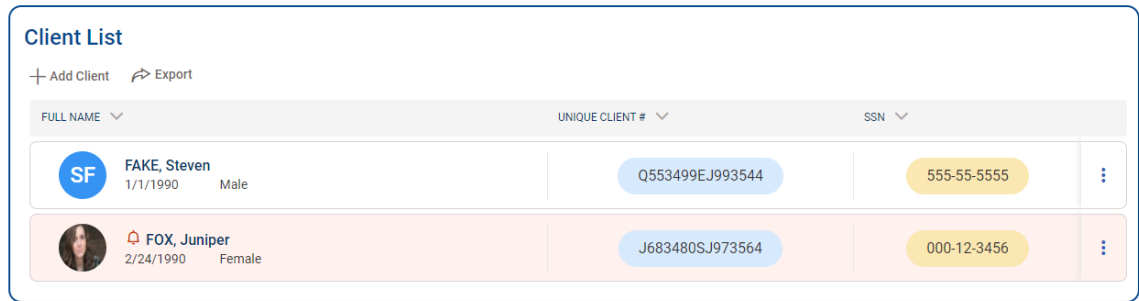 Client List
Add Client Export
FULL NAME UNIQUE CLIENT # SSN
SF FAKE, Steven
1/1/1990 Male Q553499EJ993544 555-55-5555
FOX, Juniper
2/24/1990 Female J683480SJ973564 000-12-3456